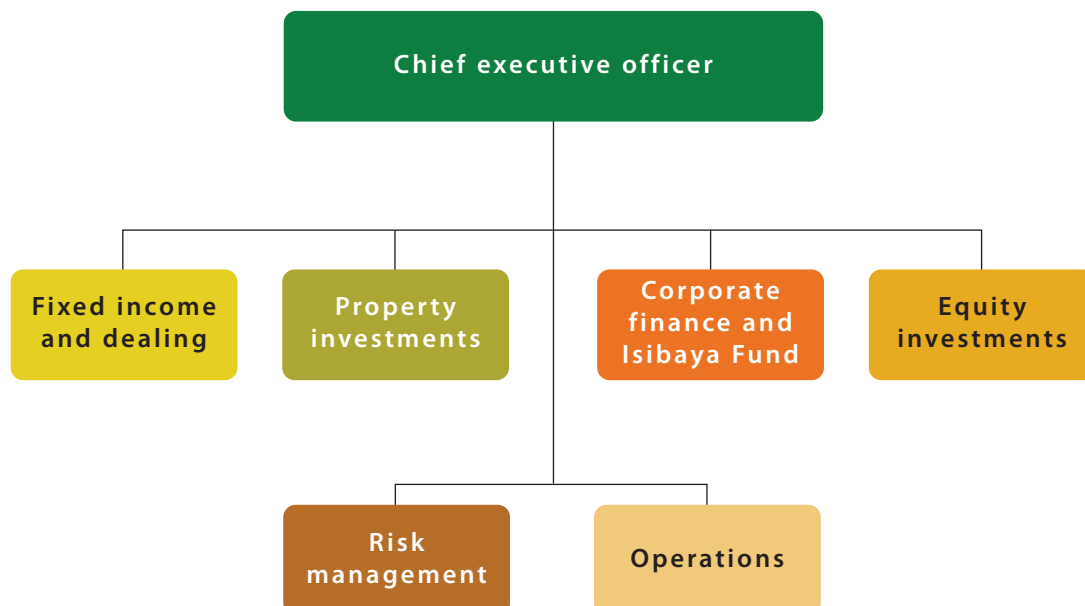 Chief executive officer
Fixed income
and dealing
Property
investments
Corporate
finance and
Isibaya Fund
Equity
investments
Risk
management
Operations